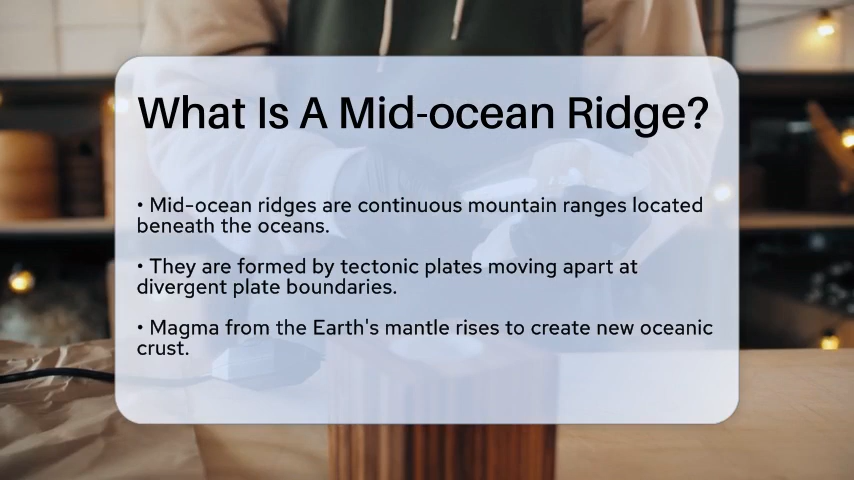 What Is A Mid-ocean Ridge?
• Mid-ocean ridges are continuous mountain ranges located
beneath the oceans.
• They are formed by tectonic plates moving apart at
divergent plate boundaries.
• Magma from the Earth's mantle rises to create new oceanic
crust.